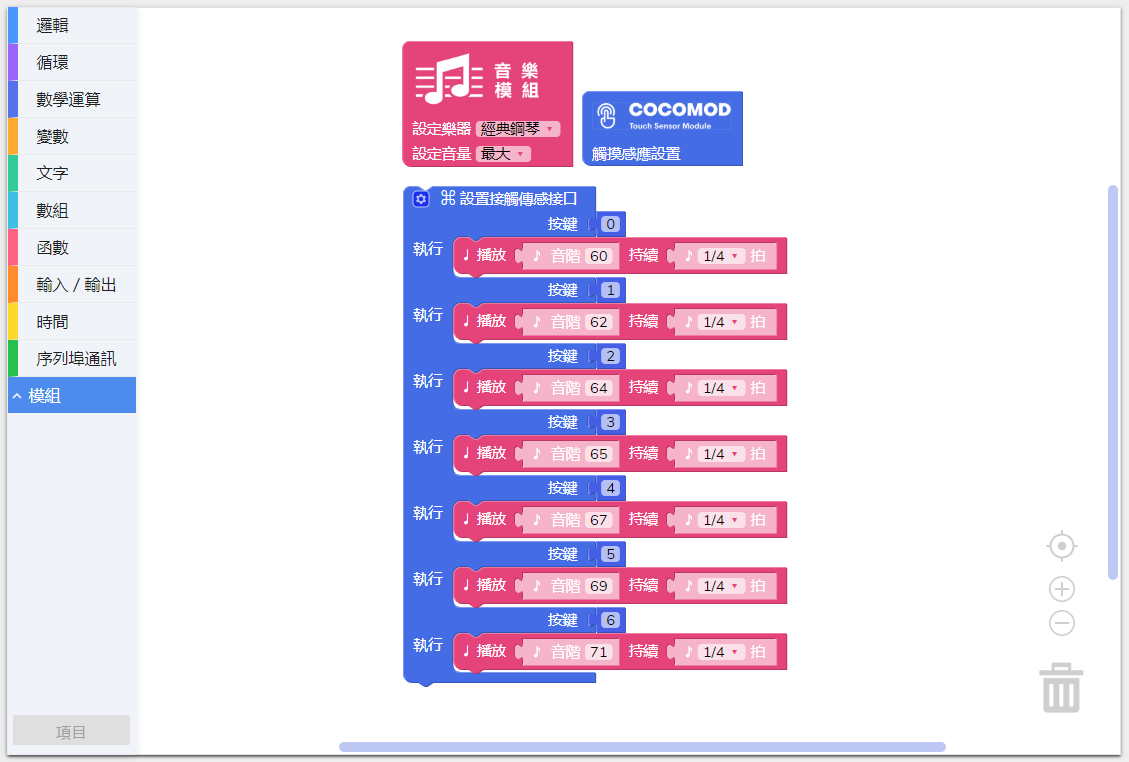 邏輯
循環
數學運算
變數
文字
數組
函數
輸入 / 輸出
時間
序列埠通訊
模組
項目
音樂
模組
設定樂器 經典鋼琴
設定音量 最大
COCOMOD
Touch Sensor Module
觸摸感應設置
⌘ 設置接觸傳感接口
按鍵 0
執行 ♩ 播放 ♪ 音階 60 持續 ♪ 1/4 拍
按鍵 1
執行 ♩ 播放 ♪ 音階 62 持續 ♪ 1/4 拍
按鍵 2
執行 ♩ 播放 ♪ 音階 64 持續 ♪ 1/4 拍
按鍵 3
執行 ♩ 播放 ♪ 音階 65 持續 ♪ 1/4 拍
按鍵 4
執行 ♩ 播放 ♪ 音階 67 持續 ♪ 1/4 拍
按鍵 5
執行 ♩ 播放 ♪ 音階 69 持續 ♪ 1/4 拍
按鍵 6
執行 ♩ 播放 ♪ 音階 71 持續 ♪ 1/4 拍